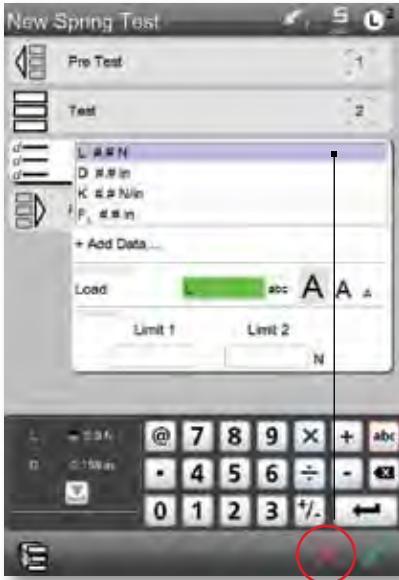 New Spring Test
Pre Test 1
Test 2
L #.# N
D #.# in
K #.# N/in
F, #.# in
+ Add Data...
Load L abc A A A
Limit 1 Limit 2
N
L
@ 7 8 9 × + abc
D
. 4 5 6 ÷ -
0 1 2 3 +/-